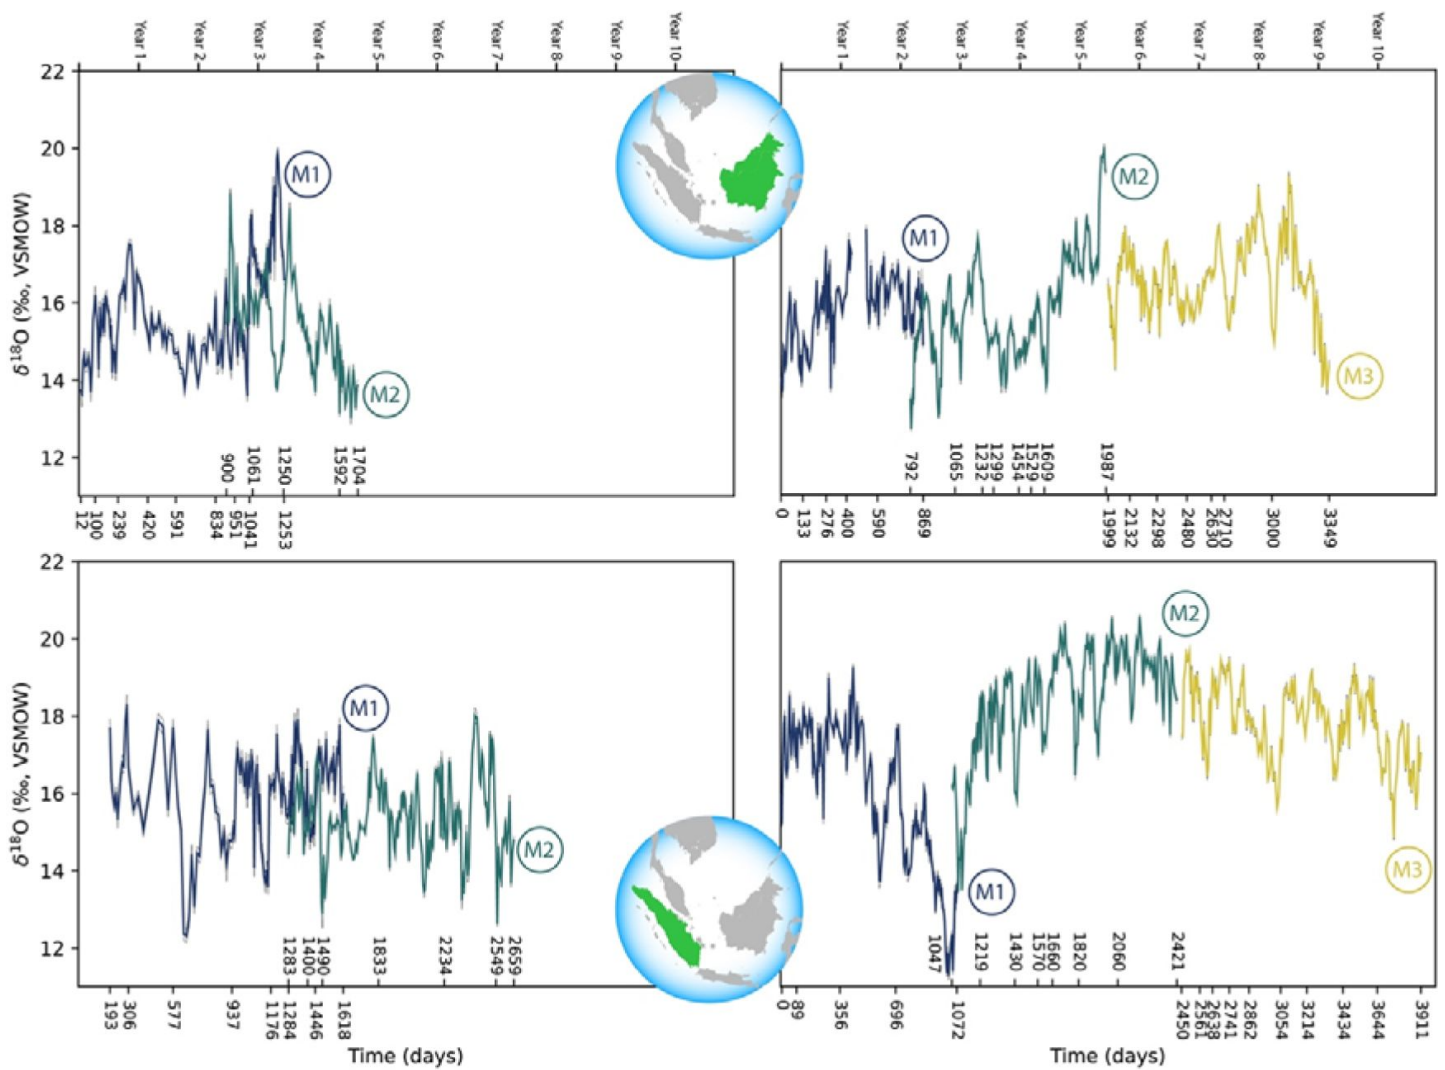 Year 1 Year 2 Year 3 Year 4 Year 5 Year 6 Year 7 Year 8 Year 9 Year 10
Year 1 Year 2 Year 3 Year 4 Year 5 Year 6 Year 7 Year 8 Year 9 Year 10
22
20
18
16
14
12
δ¹⁸O (‰, VSMOW)
M1
M2
900 1061 1250 1592 1704
12 100 239 420 591 834 951 1041 1253
M1
M2
M3
792 1065 1232 1299 1454 1529 1609 1987
0 133 276 400 590 869 1999 2132 2298 2480 2630 2710 3000 3349
22
20
18
16
14
12
δ¹⁸O (‰, VSMOW)
M1
M2
1283 1400 1490 1833 2234 2549 2659
193 306 577 937 1176 1284 1446 1618
Time (days)
M2
M1
M3
1047 1219 1430 1570 1660 1820 2060 2421
0 89 356 696 1072 2450 2561 2638 2741 2862 3054 3214 3434 3644 3911
Time (days)